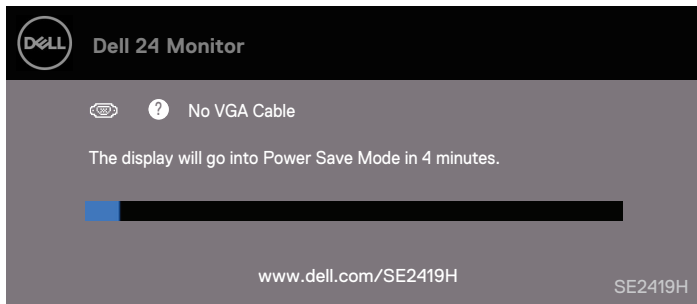 DELL
Dell 24 Monitor
? No VGA Cable
The display will go into Power Save Mode in 4 minutes.
www.dell.com/SE2419H
SE2419H